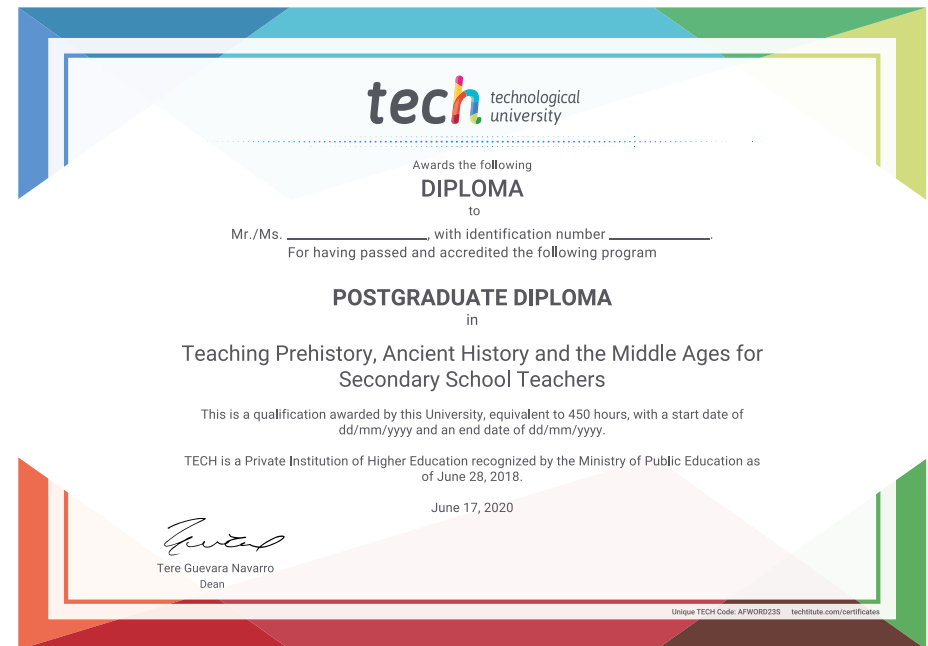 tech technological
university
Awards the following
DIPLOMA
to
Mr./Ms. ____________________, with identification number ______________.
For having passed and accredited the following program
POSTGRADUATE DIPLOMA
in
Teaching Prehistory, Ancient History and the Middle Ages for
Secondary School Teachers
This is a qualification awarded by this University, equivalent to 450 hours, with a start date of
dd/mm/yyyy and an end date of dd/mm/yyyy.
TECH is a Private Institution of Higher Education recognized by the Ministry of Public Education as
of June 28, 2018.
June 17, 2020
Tere Guevara Navarro
Dean
Unique TECH Code: AFWORD23S techtitute.com/certificates